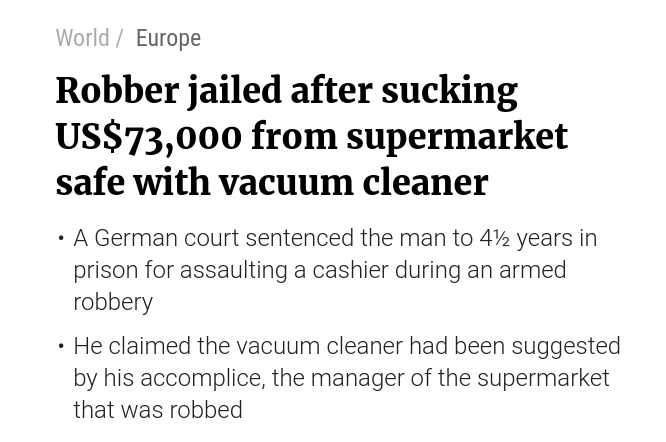 World / Europe
Robber jailed after sucking
US$73,000 from supermarket
safe with vacuum cleaner
• A German court sentenced the man to 4½ years in
prison for assaulting a cashier during an armed
robbery
• He claimed the vacuum cleaner had been suggested
by his accomplice, the manager of the supermarket
that was robbed